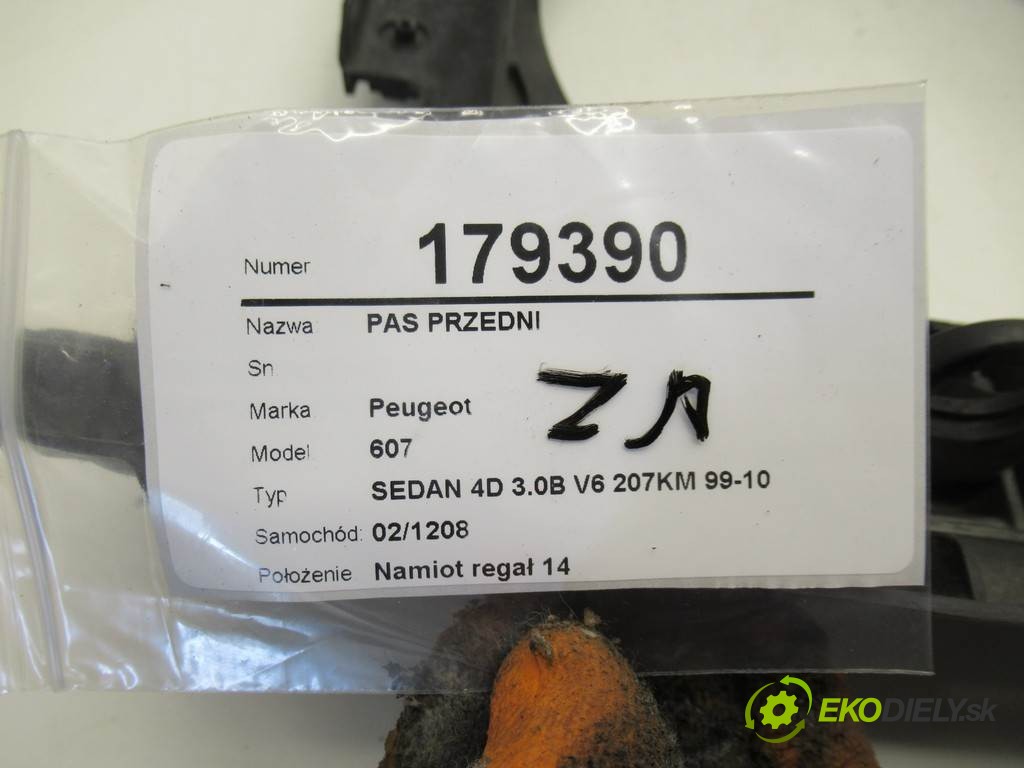 Numer 179390
Nazwa PAS PRZEDNI
Sn
Marka Peugeot
Model 607
Typ SEDAN 4D 3.0B V6 207KM 99-10
Samochód: 02/1208
Położenie Namiot regał 14
EKODIELY.sk